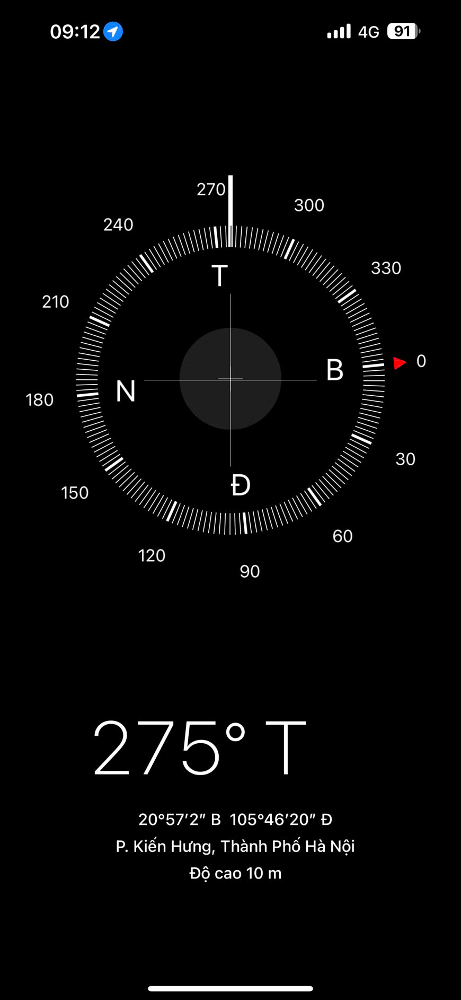 09:12 4G 91
270
300
240
330
T
210
B 0
N
180
30
Đ
150
60
120
90
275° T
20°57’2” B 105°46’20” Đ
P. Kiến Hưng, Thành Phố Hà Nội
Độ cao 10 m